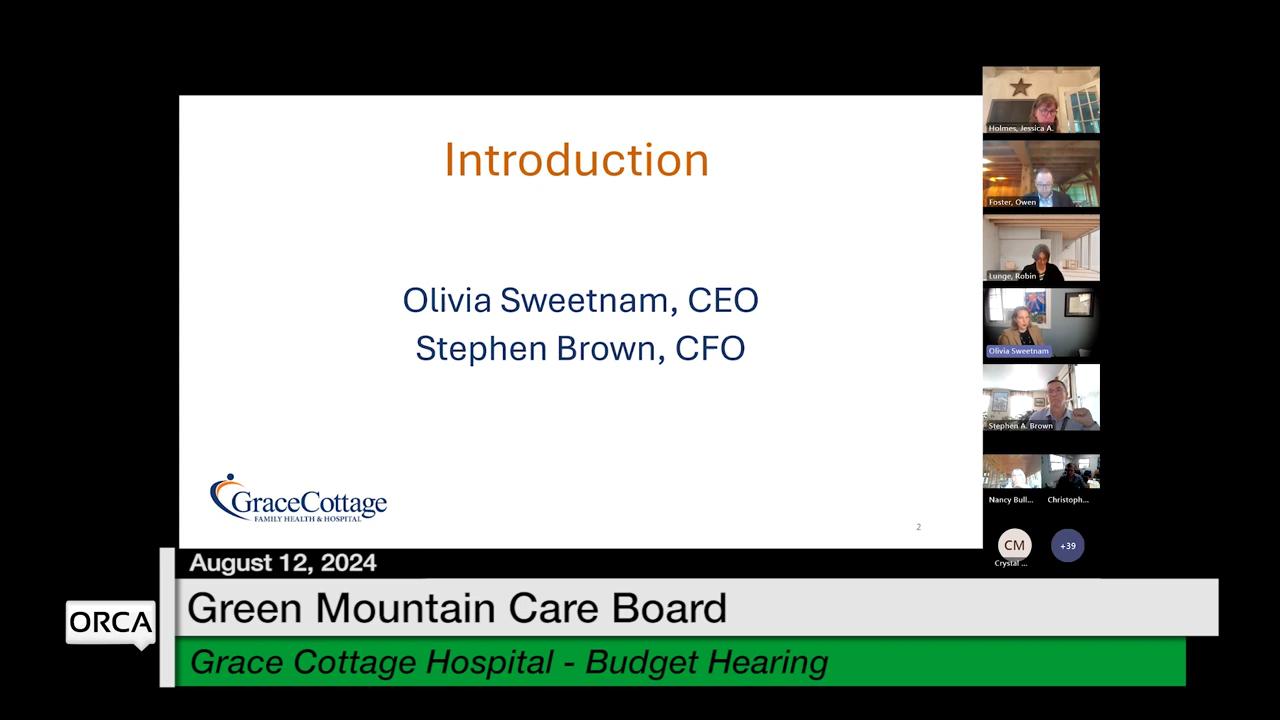 Introduction
Olivia Sweetnam, CEO
Stephen Brown, CFO
GraceCottage
FAMILY HEALTH & HOSPITAL
2
Holmes, Jessica A.
Foster, Owen
Lunge, Robin
Olivia Sweetnam
Stephen A. Brown
Nancy Bull... Christoph...
CM +39
Crystal ...
August 12, 2024
ORCA
Green Mountain Care Board
Grace Cottage Hospital - Budget Hearing